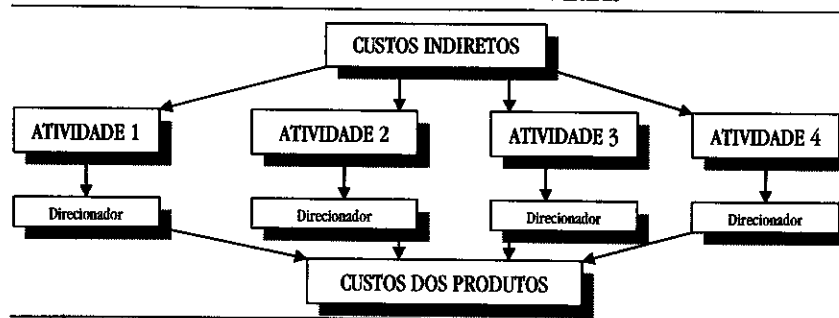 CUSTOS INDIRETOS
ATIVIDADE 1
ATIVIDADE 2
ATIVIDADE 3
ATIVIDADE 4
Direcionador
Direcionador
Direcionador
Direcionador
CUSTOS DOS PRODUTOS